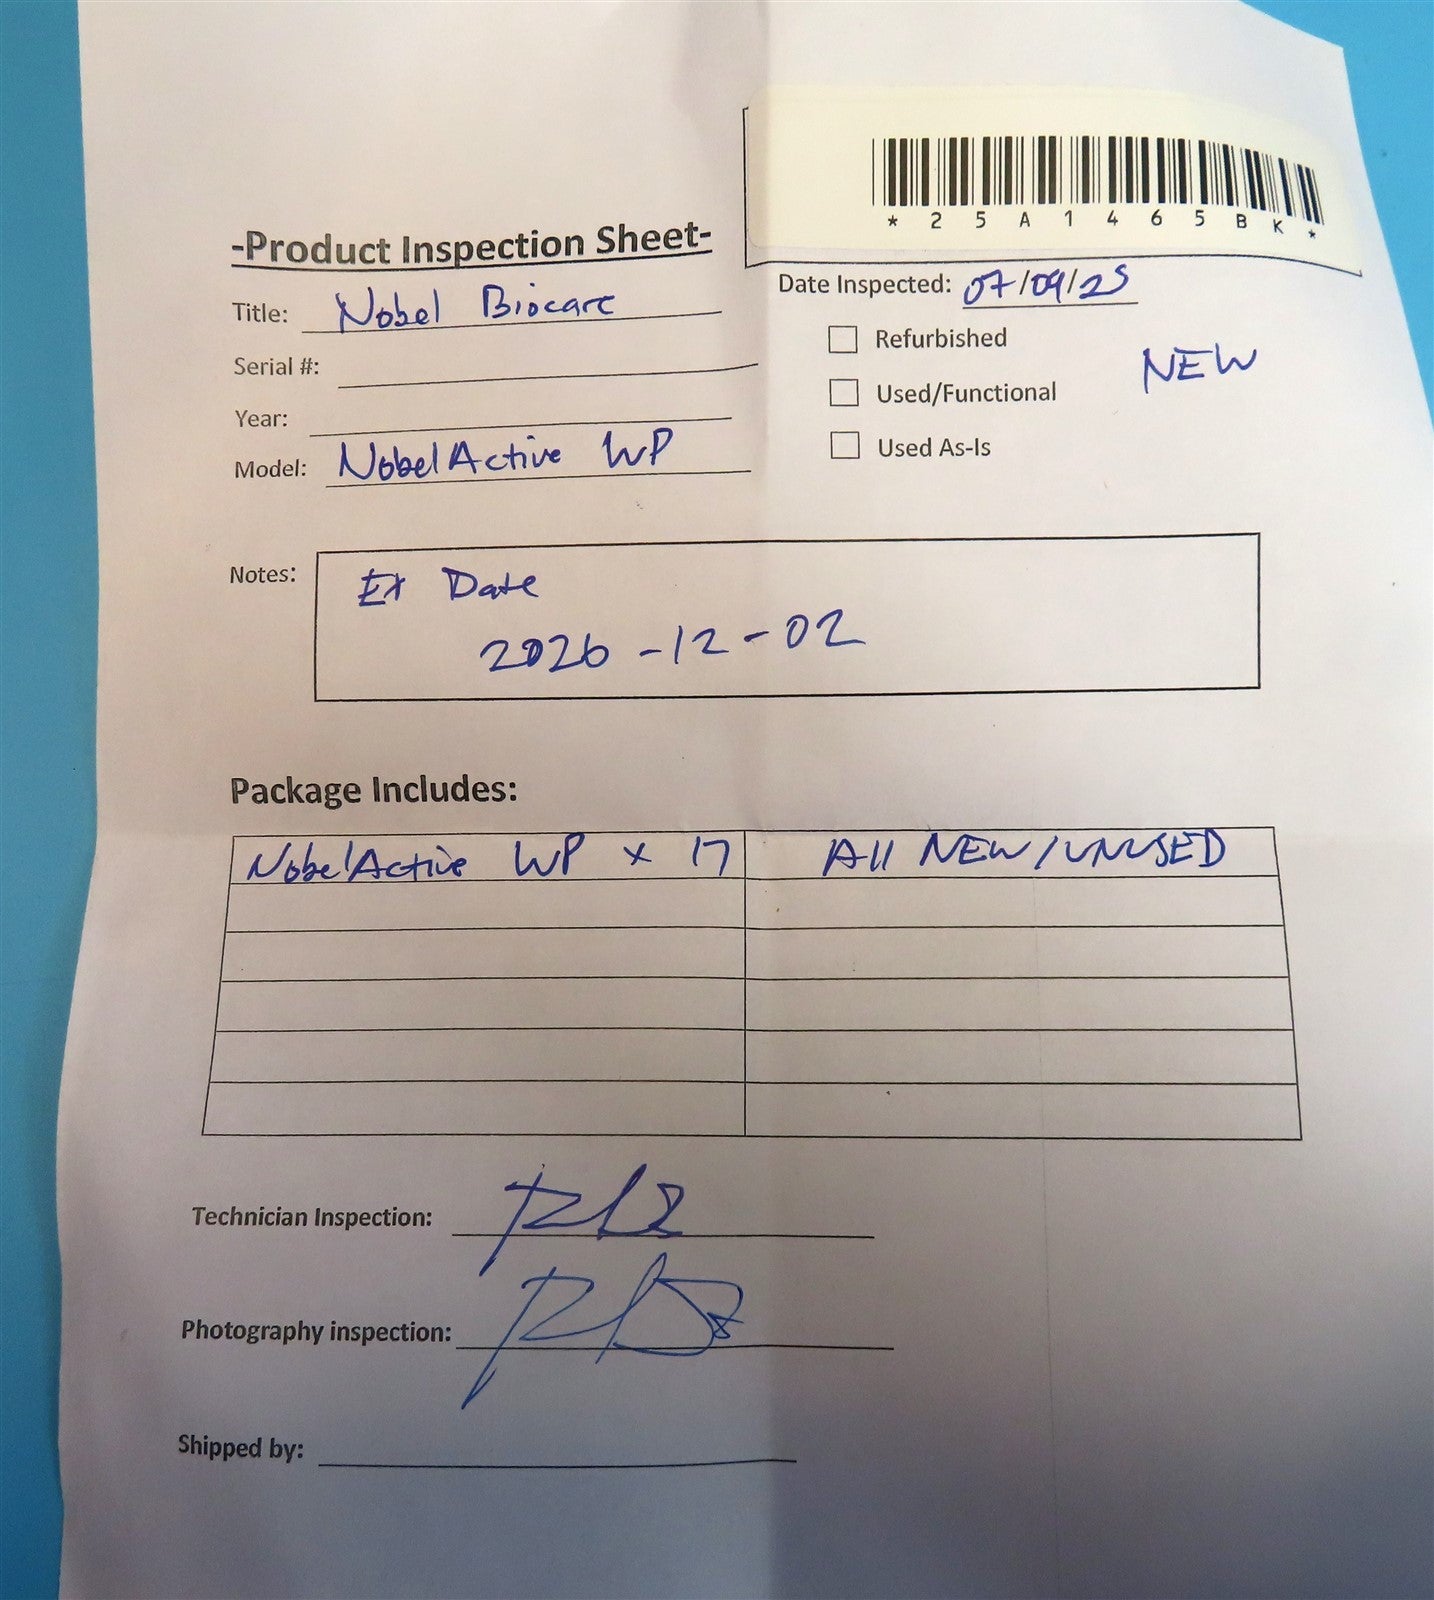 *25A1465BK*
-Product Inspection Sheet-
Title: Nobel Biocare
Serial #:
Year:
Model: NobelActive WP
Date Inspected: 07/09/25
Refurbished
Used/Functional
Used As-Is
NEW
Notes: Ex Date
2026-12-02
Package Includes:
NobelActive WP x 17 All NEW/UNUSED
Technician Inspection:
Photography inspection:
Shipped by: